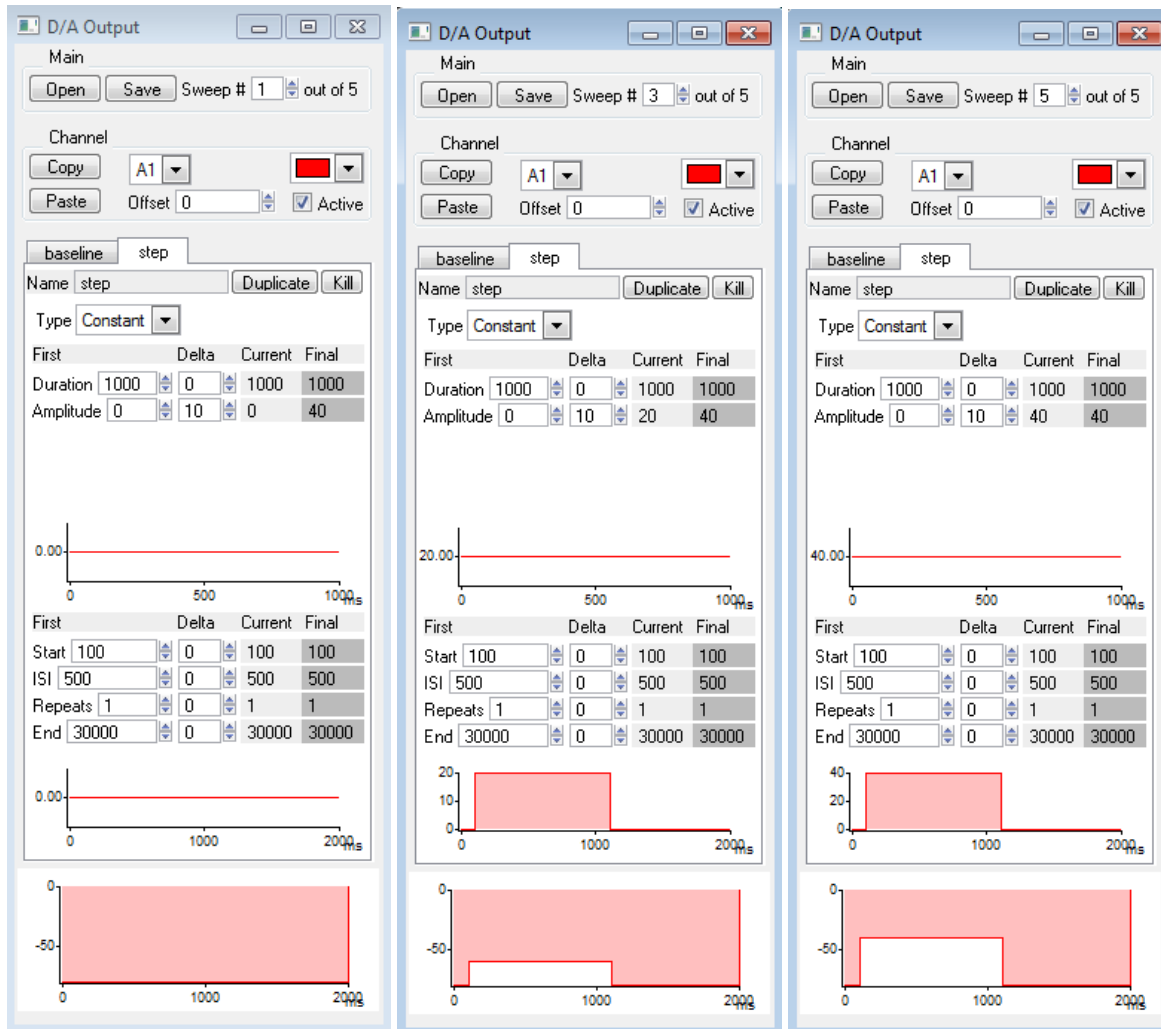 D/A Output
Main
Open Save Sweep # 1 out of 5
Channel
Copy A1
Paste Offset 0 Active
baseline step
Name step Duplicate Kill
Type Constant
First Delta Current Final
Duration 1000 0 1000 1000
Amplitude 0 10 0 40
0.00
0 500 1000 ms
First Delta Current Final
Start 100 0 100 100
ISI 500 0 500 500
Repeats 1 0 1 1
End 30000 0 30000 30000
0.00
0 1000 2000 ms
0
-50
0 1000 2000 ms
D/A Output
Main
Open Save Sweep # 3 out of 5
Channel
Copy A1
Paste Offset 0 Active
baseline step
Name step Duplicate Kill
Type Constant
First Delta Current Final
Duration 1000 0 1000 1000
Amplitude 0 10 20 40
20.00
0 500 1000 ms
First Delta Current Final
Start 100 0 100 100
ISI 500 0 500 500
Repeats 1 0 1 1
End 30000 0 30000 30000
20
10
0
0 1000 2000 ms
0
-50
0 1000 2000 ms
D/A Output
Main
Open Save Sweep # 5 out of 5
Channel
Copy A1
Paste Offset 0 Active
baseline step
Name step Duplicate Kill
Type Constant
First Delta Current Final
Duration 1000 0 1000 1000
Amplitude 0 10 40 40
40.00
0 500 1000 ms
First Delta Current Final
Start 100 0 100 100
ISI 500 0 500 500
Repeats 1 0 1 1
End 30000 0 30000 30000
40
20
0
0 1000 2000 ms
0
-50
0 1000 2000 ms